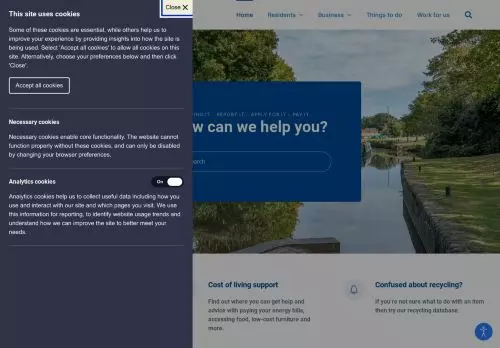 This site uses cookies
Close
Some of these cookies are essential, while others help us to
improve your experience by providing insights into how the site is
being used. Select 'Accept all cookies' to allow all cookies on this
site. Alternatively, choose your preferences below and then click
'Close'.
Accept all cookies
Necessary cookies
Necessary cookies enable core functionality. The website cannot
function properly without these cookies, and can only be disabled
by changing your browser preferences.
Analytics cookies
On
Analytics cookies help us to collect useful data including how you
use and interact with our site and which pages you visit. We use
this information for reporting, to identify website usage trends and
understand how we can improve the site to better meet your
needs.
Home
Residents
Business
Things to do
Work for us
REPORT IT · APPLY FOR IT · PAY IT
w can we help you?
earch
Cost of living support
Find out where you can get help and
advice with paying your energy bills,
accessing food, low-cost furniture and
more.
Confused about recycling?
If you're not sure what to do with an item
then try our recycling database.